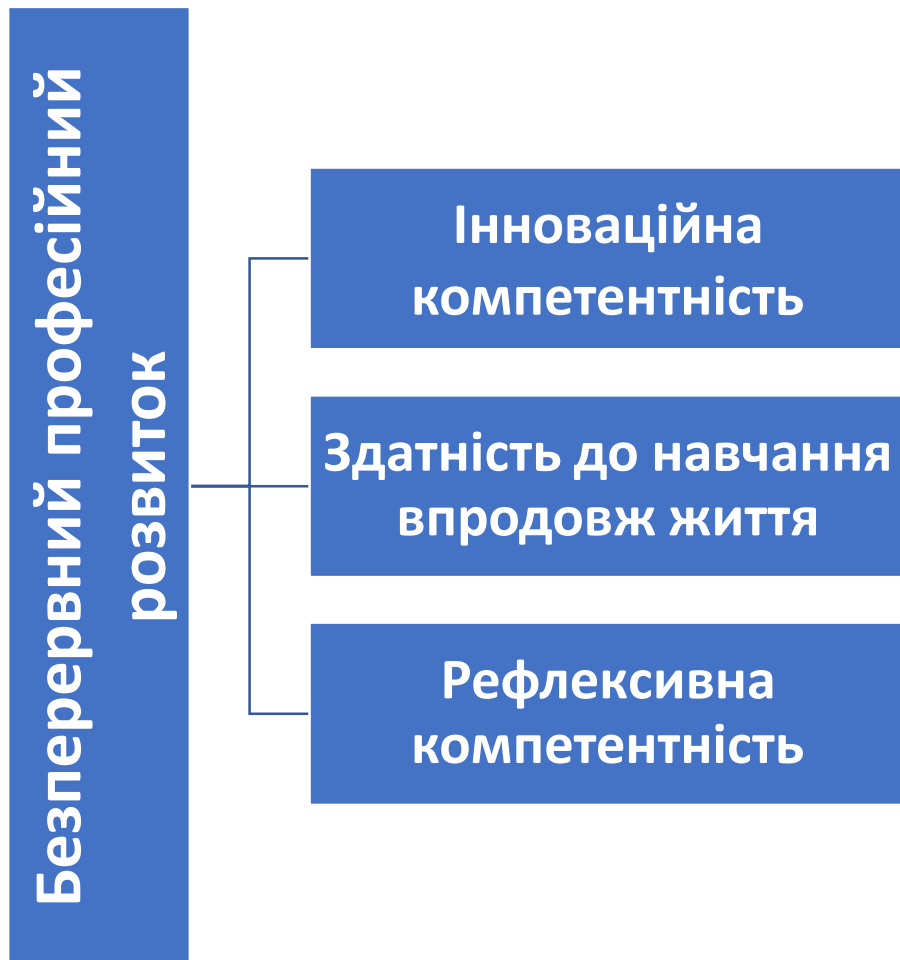 Безперервний професійний
розвиток
Інноваційна
компетентність
Здатність до навчання
впродовж життя
Рефлексивна
компетентність